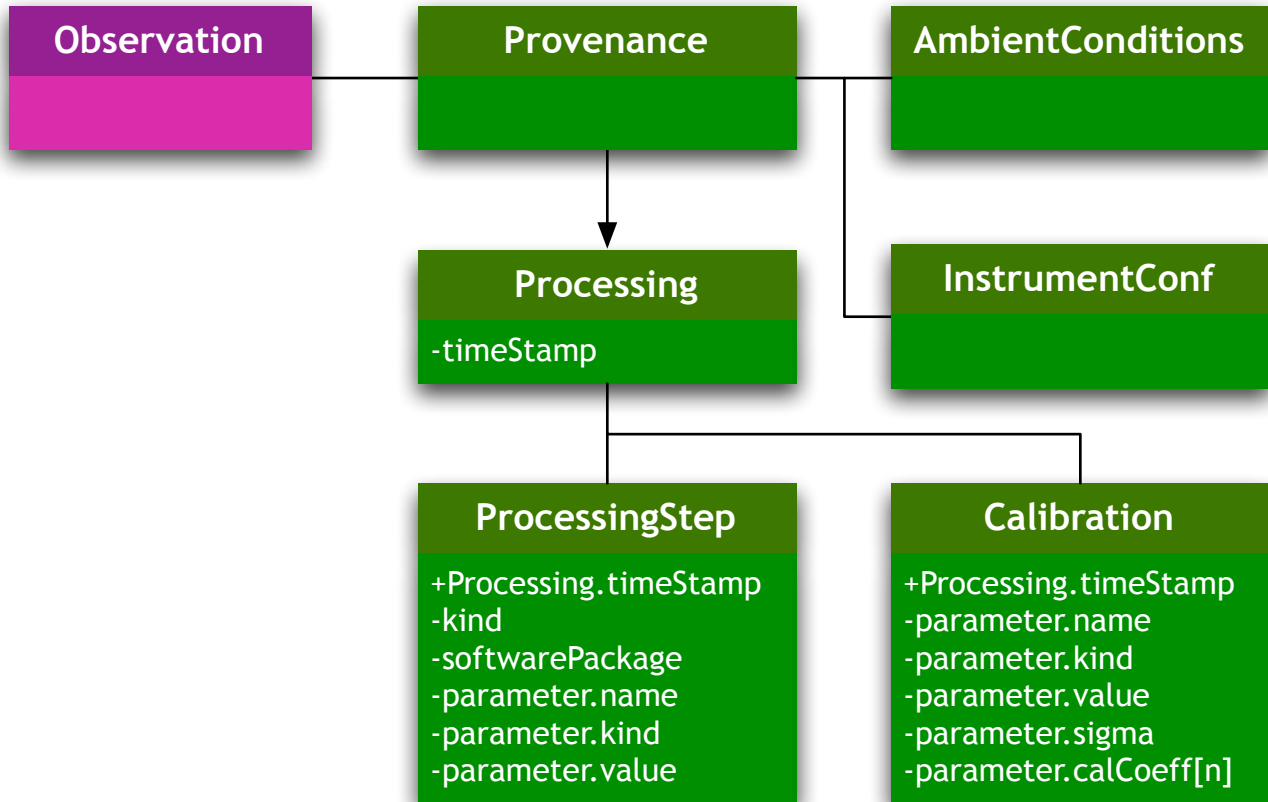 Observation
Provenance
AmbientConditions
Processing
-timeStamp
InstrumentConf
ProcessingStep
+Processing.timeStamp
-kind
-softwarePackage
-parameter.name
-parameter.kind
-parameter.value
Calibration
+Processing.timeStamp
-parameter.name
-parameter.kind
-parameter.value
-parameter.sigma
-parameter.calCoeff[n]